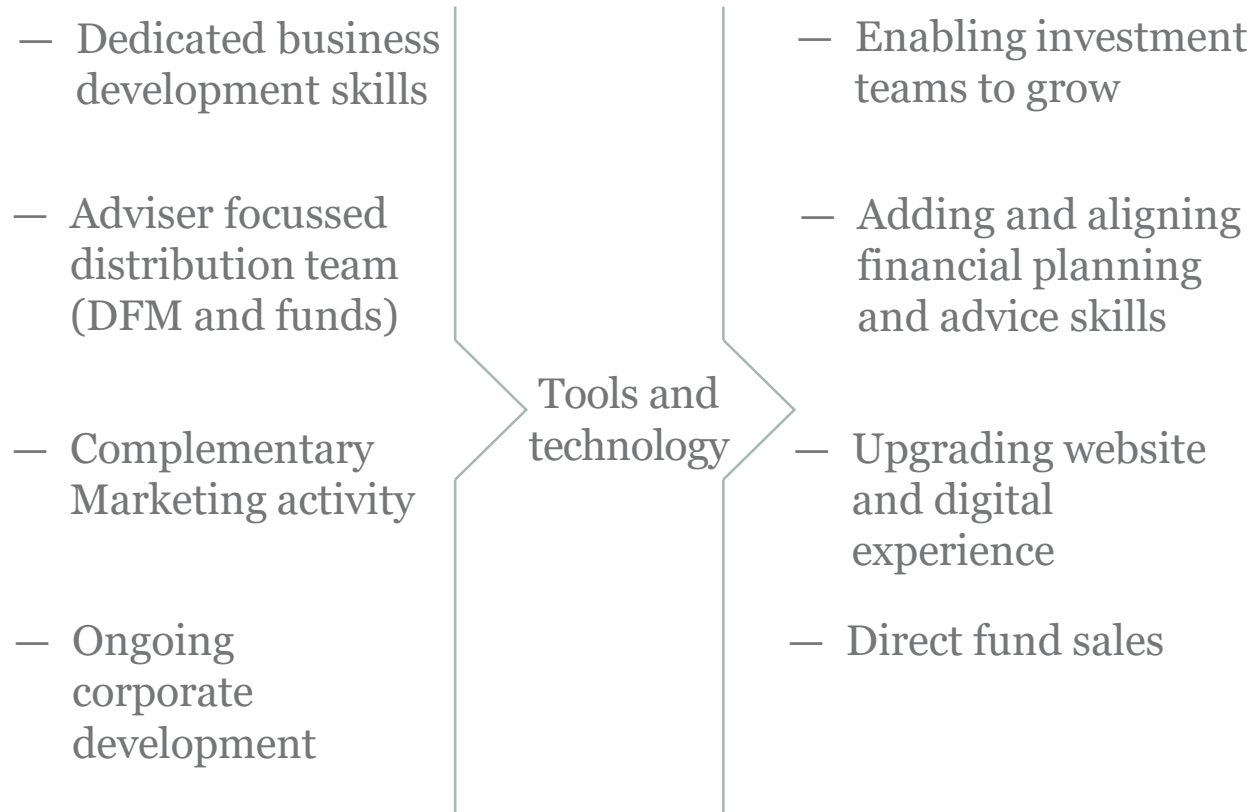 — Dedicated business
development skills
— Adviser focussed
distribution team
(DFM and funds)
— Complementary
Marketing activity
— Ongoing
corporate
development
Tools and
technology
— Enabling investment
teams to grow
— Adding and aligning
financial planning
and advice skills
— Upgrading website
and digital
experience
— Direct fund sales